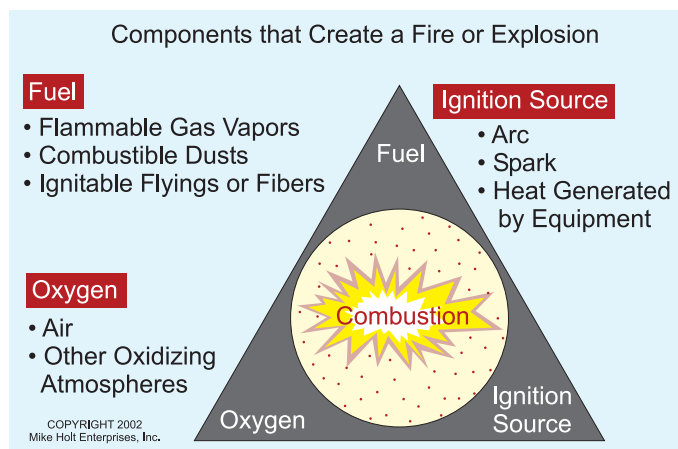 Components that Create a Fire or Explosion
Fuel
• Flammable Gas Vapors
• Combustible Dusts
• Ignitable Flyings or Fibers
Ignition Source
• Arc
• Spark
• Heat Generated
by Equipment
Fuel
Oxygen
• Air
• Other Oxidizing
Atmospheres
Combustion
Oxygen
Ignition
Source
COPYRIGHT 2002
Mike Holt Enterprises, Inc.